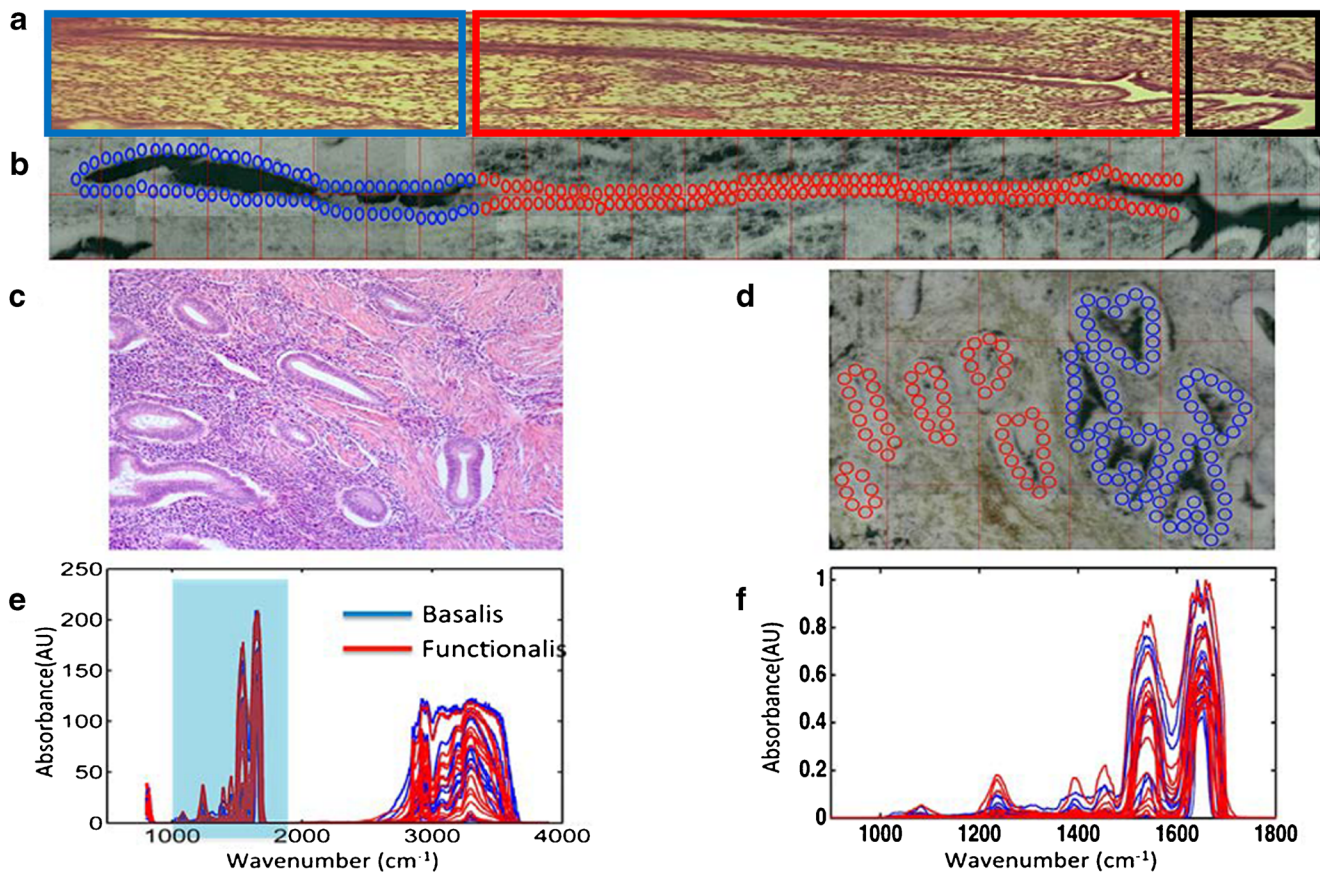 a
b
c
d
e
250
200
150
100
50
0
Absorbance(AU)
Basalis
Functionalis
1000 2000 3000 4000
Wavenumber (cm-1)
f
1
0.8
0.6
0.4
0.2
0
Absorbance(AU)
1000 1200 1400 1600 1800
Wavenumber (cm-1)